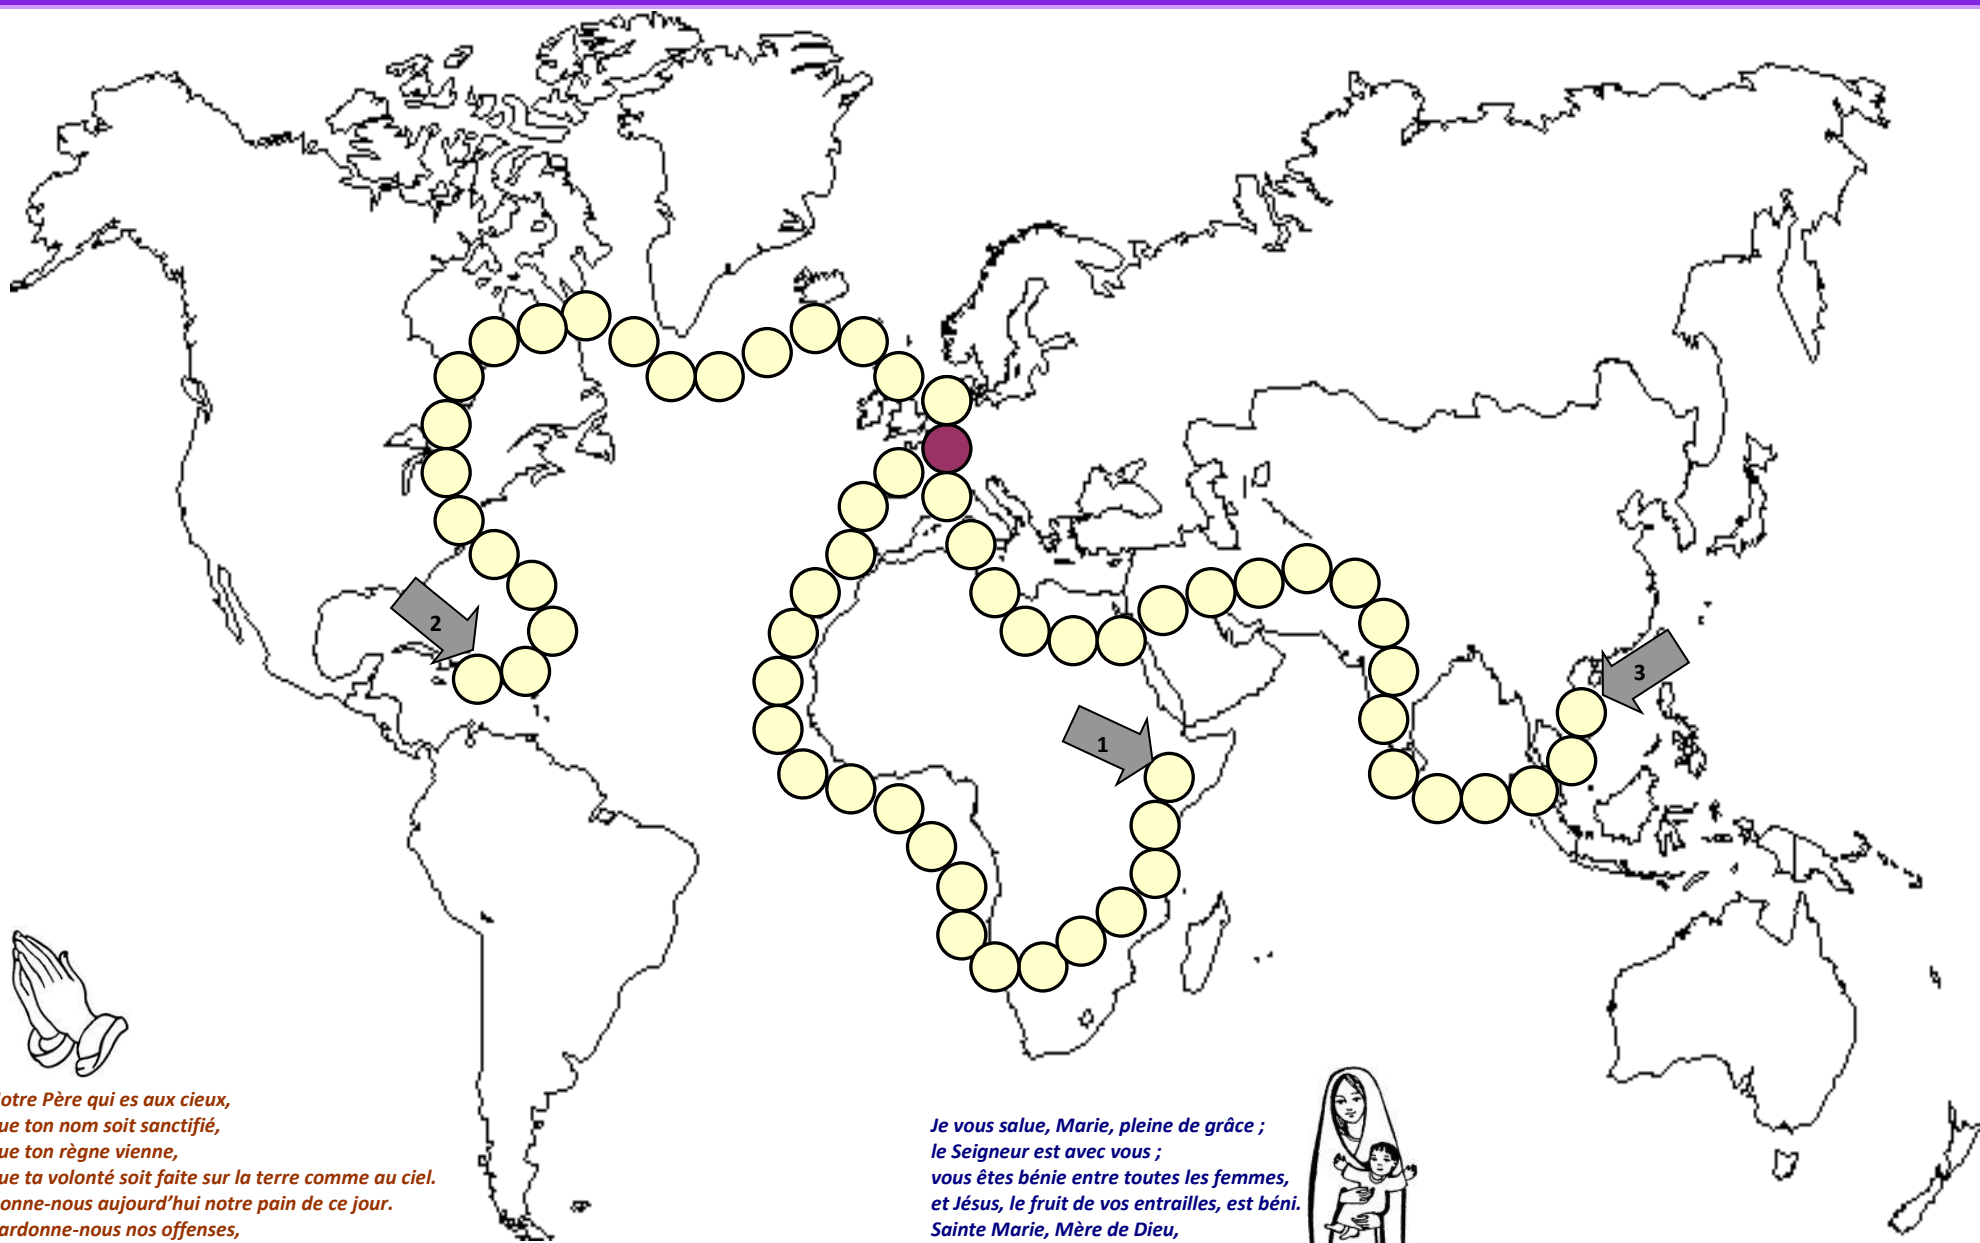 2
3
1
otre Père qui es aux cieux,
ue ton nom soit sanctifié,
ue ton règne vienne,
ue ta volonté soit faite sur la terre comme au ciel.
onne-nous aujourd'hui notre pain de ce jour.
ardonne-nous nos offenses,
Je vous salue, Marie, pleine de grâce ;
le Seigneur est avec vous ;
vous êtes bénie entre toutes les femmes,
et Jésus, le fruit de vos entrailles, est béni.
Sainte Marie, Mère de Dieu,